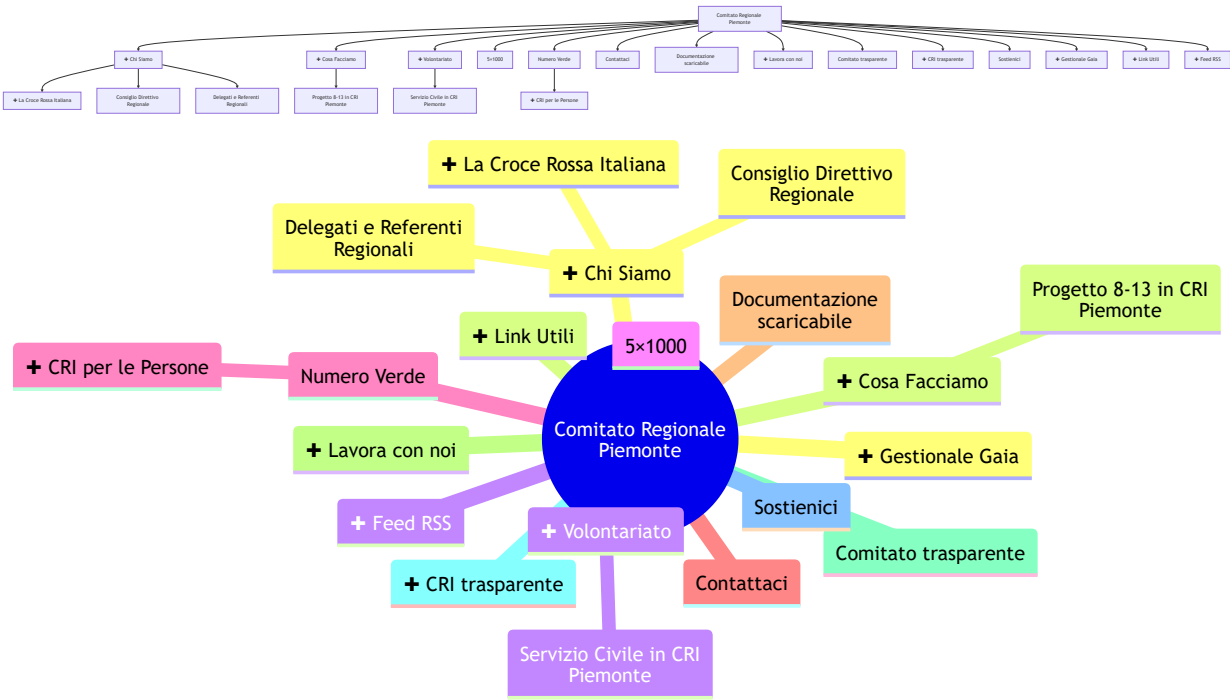 Comitato Regionale
Piemonte
✚ Chi Siamo
✚ Cosa Facciamo
✚ Volontariato
5×1000
Numero Verde
Contattaci
Documentazione
scaricabile
✚ Lavora con noi
Comitato trasparente
✚ CRI trasparente
Sostienici
✚ Gestionale Gaia
✚ Link Utili
✚ Feed RSS
✚ La Croce Rossa Italiana
Consiglio Direttivo
Regionale
Delegati e Referenti
Regionali
Progetto 8-13 in CRI
Piemonte
Servizio Civile in CRI
Piemonte
✚ CRI per le Persone
✚ La Croce Rossa Italiana
Consiglio Direttivo
Regionale
Delegati e Referenti
Regionali
✚ Chi Siamo
Documentazione
scaricabile
Progetto 8-13 in CRI
Piemonte
✚ Link Utili
5×1000
✚ CRI per le Persone
Numero Verde
✚ Cosa Facciamo
Comitato Regionale
Piemonte
✚ Lavora con noi
✚ Gestionale Gaia
✚ Feed RSS
✚ Volontariato
Sostienici
✚ CRI trasparente
Contattaci
Comitato trasparente
Servizio Civile in CRI
Piemonte